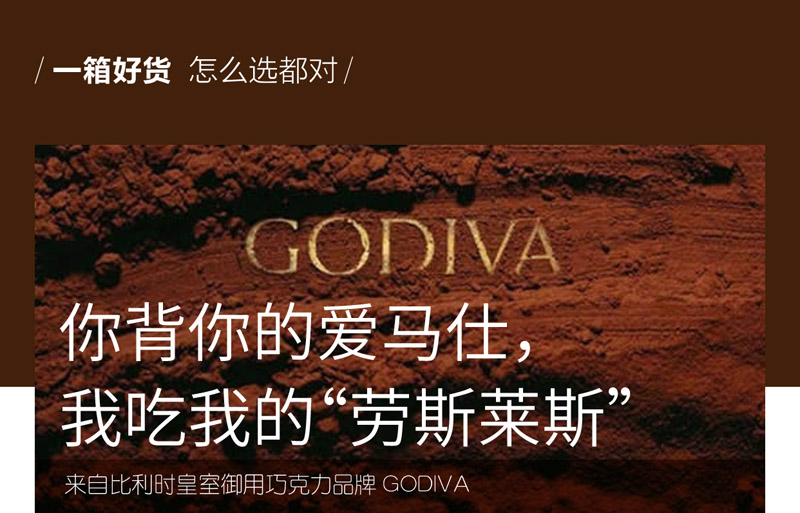 / 一箱好货 怎么选都对 /
GODIVA
你背你的爱马仕，
我吃我的“劳斯莱斯”
来自比利时皇室御用巧克力品牌 GODIVA